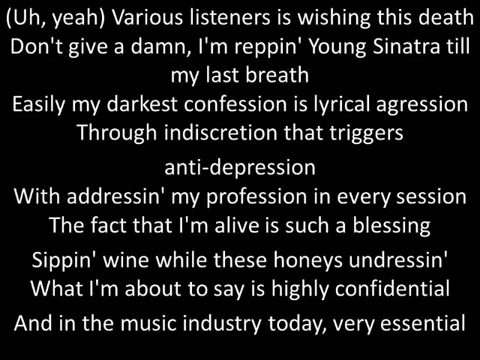 (Uh, yeah) Various listeners is wishing this death
Don't give a damn, I'm reppin' Young Sinatra till
my last breath
Easily my darkest confession is lyrical agression
Through indiscretion that triggers
anti-depression
With addressin' my profession in every session
The fact that I'm alive is such a blessing
Sippin' wine while these honeys undressin'
What I'm about to say is highly confidential
And in the music industry today, very essential